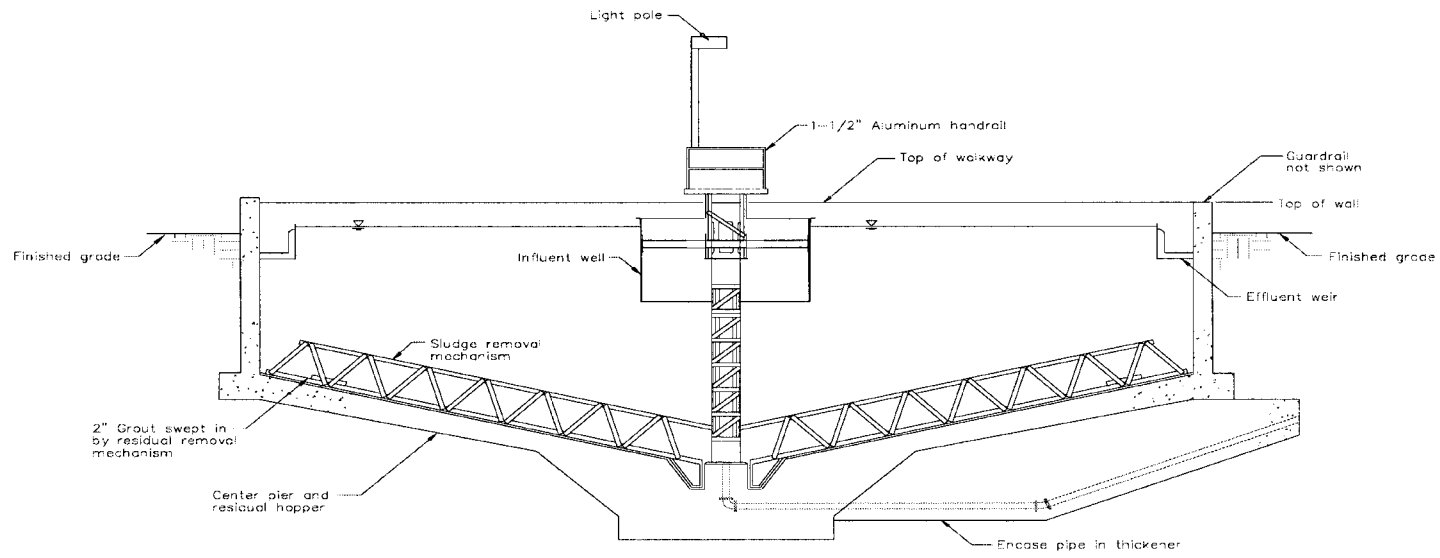 Light pole
1-1/2" Aluminum handrail
Top of walkway
Guardrail
not shown
Top of wall
Finished grade
Influent well
Finished grade
Effluent weir
Sludge removal
mechanism
2" Grout swept in
by residual removal
mechanism
Center pier and
residual hopper
Encase pipe in thickener